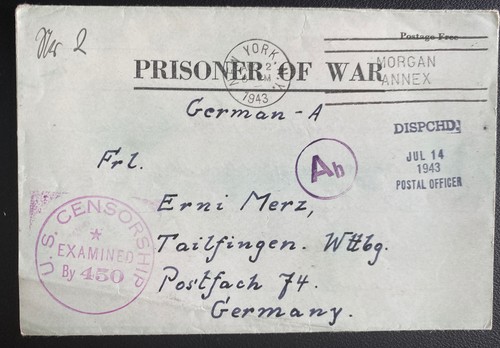 Nr 2
Postage Free
NEW YORK, N.Y.
2
1943
MORGAN
ANNEX
PRISONER OF WAR
German - A
DISPCHD.
JUL 14
1943
POSTAL OFFICER
Ab
Frl.
Erni Merz,
Tailfingen. Wttbg.
Postfach 74.
Germany.
U. S. CENSORSHIP
EXAMINED
By 450